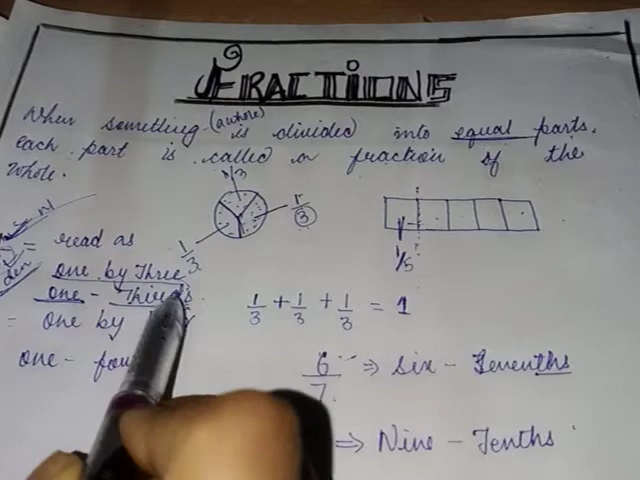 FRACTIONS
When something (a whole) is divided into equal parts.
each part is called a fraction of the
whole.
1/3
1/3
1/3
1/5
= read as
one by Three
one - Thirds
1/3 + 1/3 + 1/3 = 1
= one by
one -
6/7 ⇒ Six - Sevenths
⇒ Nine - Tenths